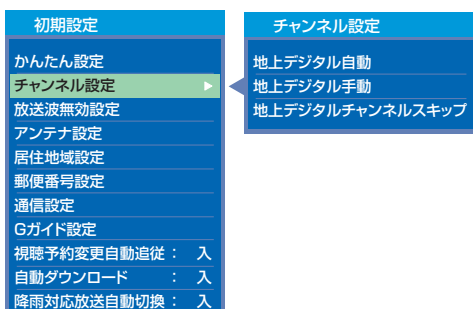 初期設定
かんたん設定
チャンネル設定
放送波無効設定
アンテナ設定
居住地域設定
郵便番号設定
通信設定
Gガイド設定
視聴予約変更自動追従： 入
自動ダウンロード ： 入
降雨対応放送自動切換： 入
チャンネル設定
地上デジタル自動
地上デジタル手動
地上デジタルチャンネルスキップ